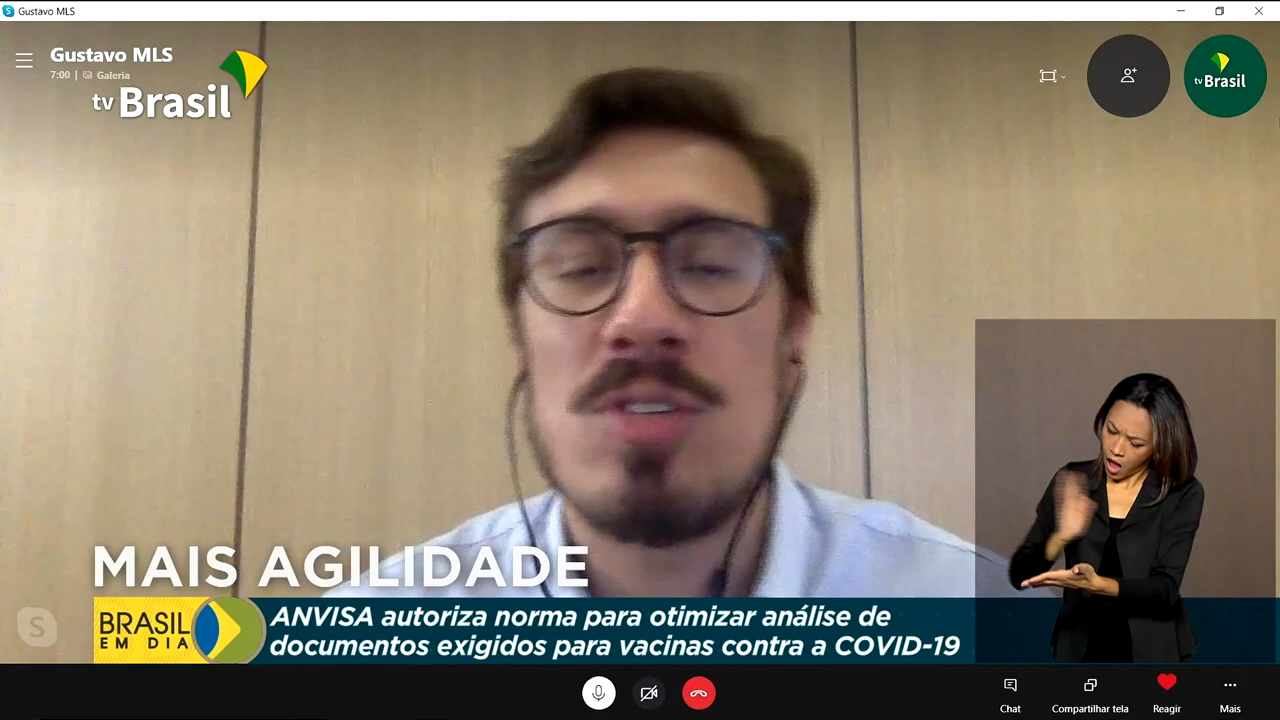 Gustavo MLS
Gustavo MLS
7:00 | Galeria
tv Brasil
tv Brasil
MAIS AGILIDADE
BRASIL
EM DIA
ANVISA autoriza norma para otimizar análise de
documentos exigidos para vacinas contra a COVID-19
S
Chat
Compartilhar tela
Reagir
Mais